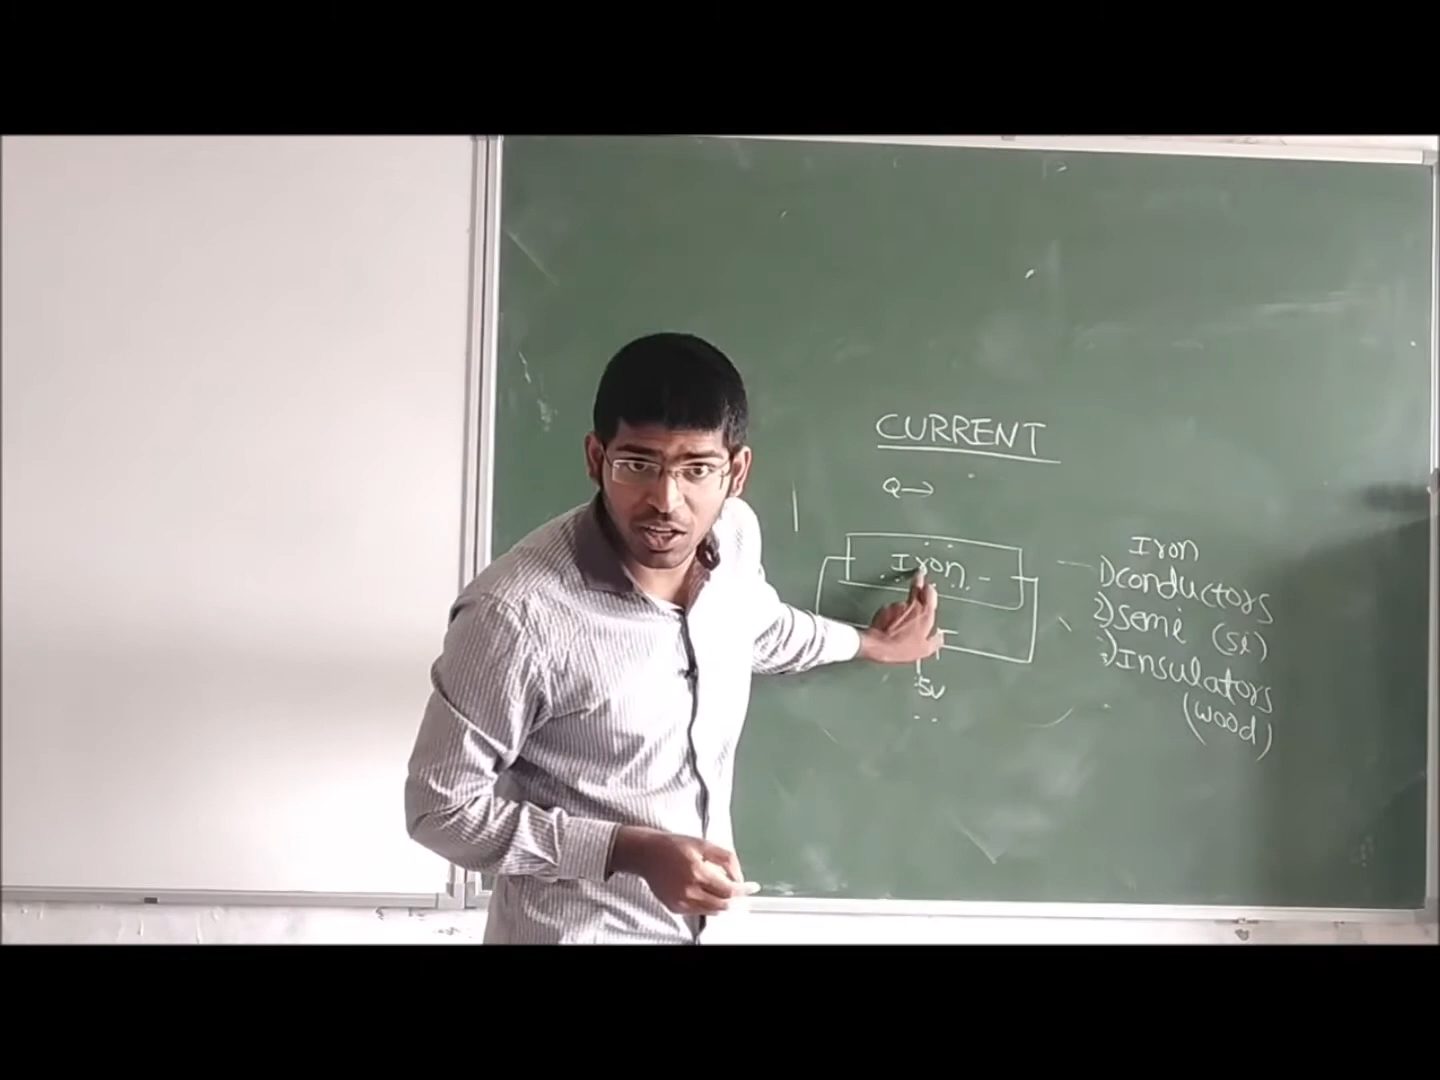 CURRENT
Q→
Iron
5v
Iron
1) conductors
2) semi (si)
3) Insulators
(wood)